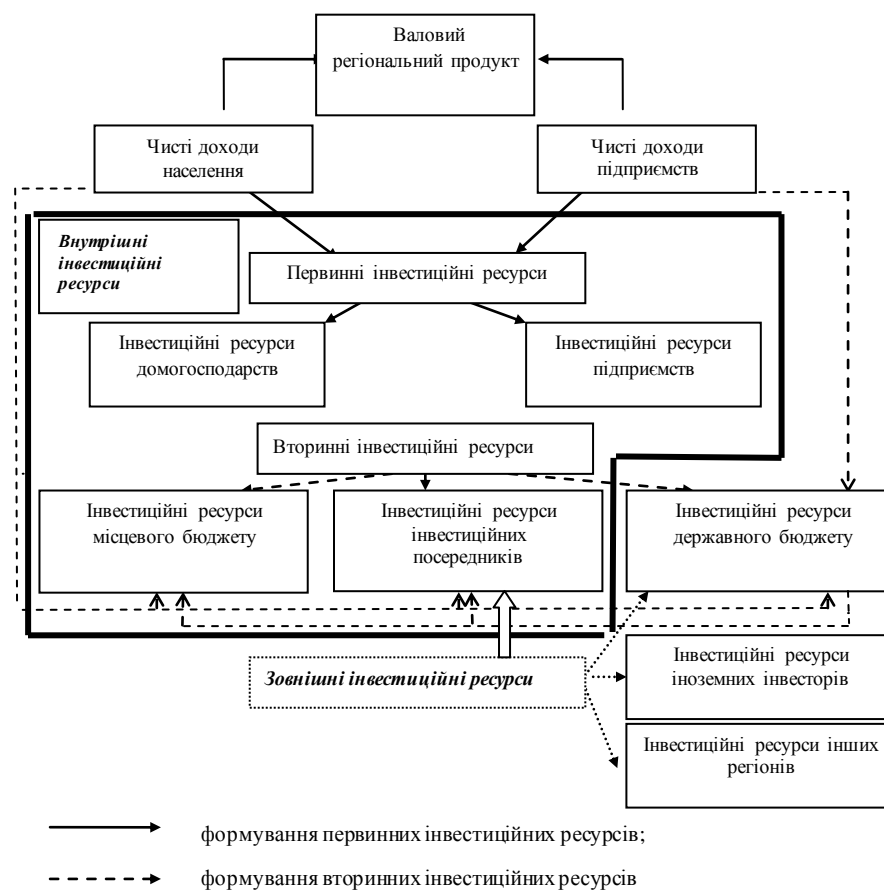 Валовий
регіональний продукт
Чисті доходи
населення
Чисті доходи
підприємств
Внутрішні
інвестиційні
ресурси
Первинні інвестиційні ресурси
Інвестиційні ресурси
домогосподарств
Інвестиційні ресурси
підприємств
Вторинні інвестиційні ресурси
Інвестиційні ресурси
місцевого бюджету
Інвестиційні ресурси
інвестиційних
посередників
Інвестиційні ресурси
державного бюджету
Зовнішні інвестиційні ресурси
Інвестиційні ресурси
іноземних інвесторів
Інвестиційні ресурси інших
регіонів
формування первинних інвестиційних ресурсів;
формування вторинних інвестиційних ресурсів